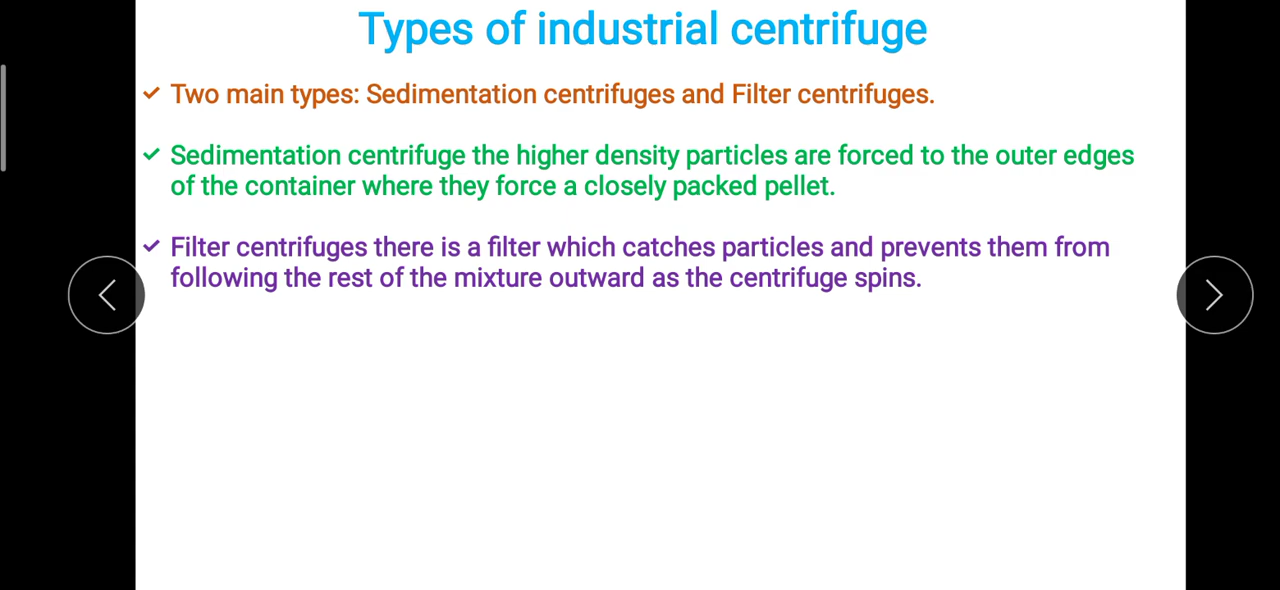 Types of industrial centrifuge
Two main types: Sedimentation centrifuges and Filter centrifuges.
Sedimentation centrifuge the higher density particles are forced to the outer edges
of the container where they force a closely packed pellet.
Filter centrifuges there is a filter which catches particles and prevents them from
following the rest of the mixture outward as the centrifuge spins.